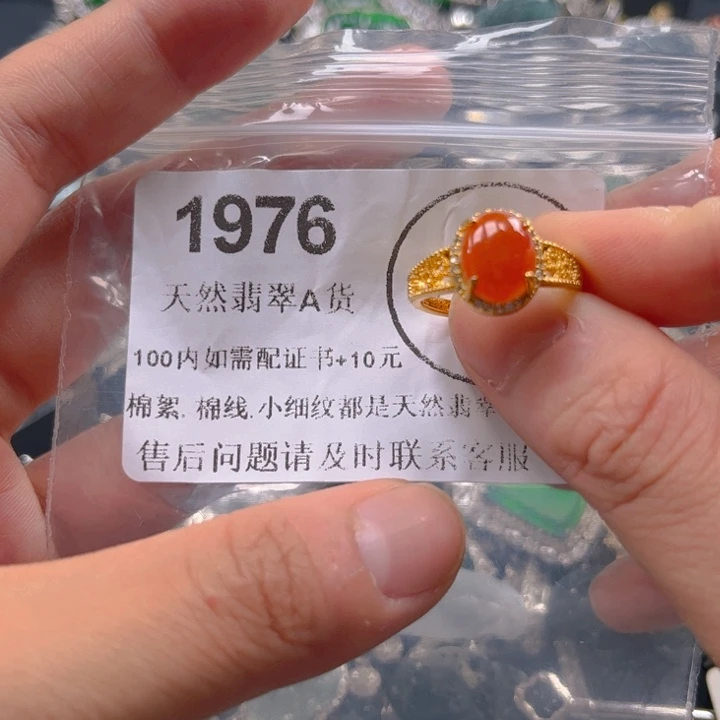 1976
天然翡翠A货
100内如需配证书+10元
棉絮. 棉线.小细纹都是天然翡翠
售后问题请及时联系客服